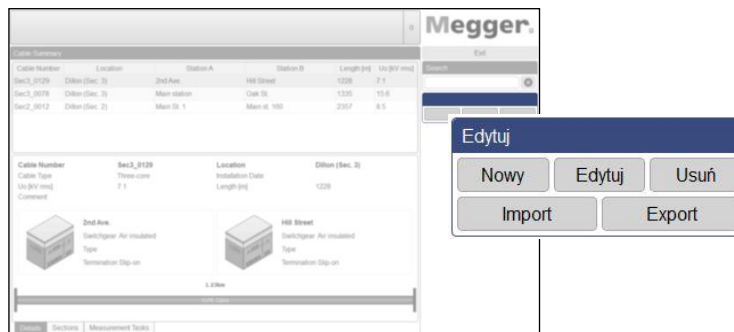 Megger.
Cable Summary
Exit
Cable Number Location Station A Station B Length [m] Uo [kV rms]
Search
Sec3_0129 Dillon (Sec. 3) 2nd Ave. Hill Street 1228 7.1
Sec3_0078 Dillon (Sec. 3) Main station Oak St. 1335 15.6
Sec2_0012 Dillon (Sec. 2) Main St. 1 Main st. 160 2357 8.5
Edytuj
Nowy Edytuj Usuń
Import Export
Cable Number Sec3_0129 Location Dillon (Sec. 3)
Cable Type Three-core Installation Date
Uo [kV rms] 7.1 Length [m] 1228
Comment
2nd Ave. Hill Street
Switchgear Air insulated Switchgear Air insulated
Type Type
Termination Slip-on Termination Slip-on
Details Sections Measurement Tasks